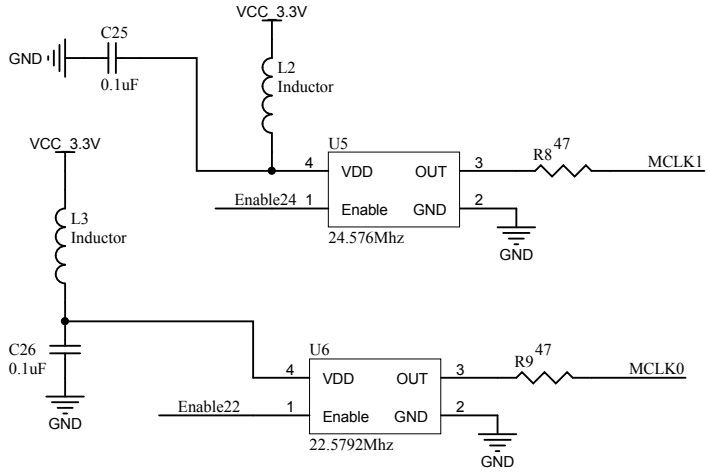 VCC_3.3V
C25
GND
0.1uF
L2
Inductor
VCC_3.3V
U5
4 VDD OUT 3
R8 47
MCLK1
Enable24 1 Enable GND 2
24.576Mhz
GND
L3
Inductor
C26
0.1uF
GND
U6
4 VDD OUT 3
R9 47
MCLK0
Enable22 1 Enable GND 2
22.5792Mhz
GND